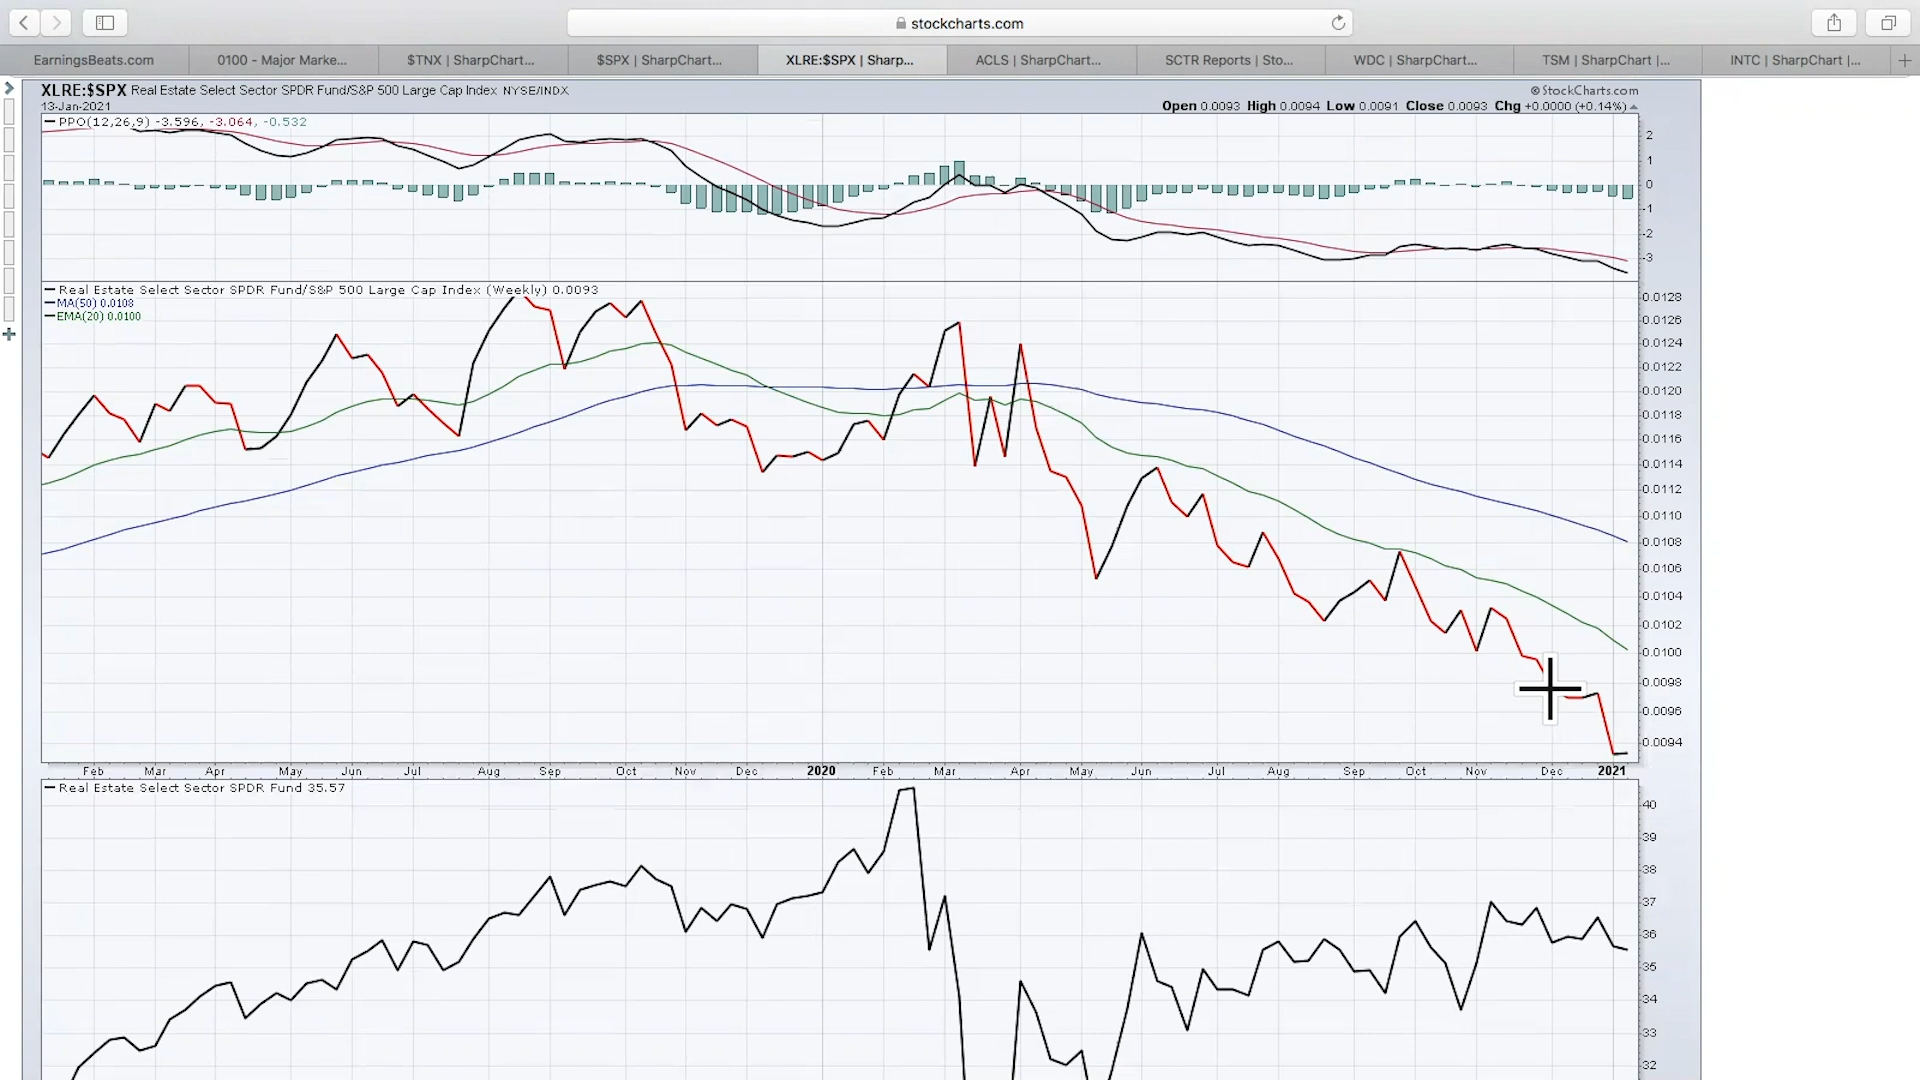 stockcharts.com
EarningsBeats.com
0100 - Major Marke...
$TNX | SharpChart...
$SPX | SharpChart...
XLRE:$SPX | Sharp...
ACLS | SharpChart...
SCTR Reports | Sto...
WDC | SharpChart...
TSM | SharpChart |...
INTC | SharpChart |...
XLRE:$SPX Real Estate Select Sector SPDR Fund/S&P 500 Large Cap Index NYSE/INDX
© StockCharts.com
13-Jan-2021
Open 0.0093 High 0.0094 Low 0.0091 Close 0.0093 Chg +0.0000 (+0.14%)
PPO(12,26,9) -3.596, -3.064, -0.532
2
1
0
-1
-2
-3
Real Estate Select Sector SPDR Fund/S&P 500 Large Cap Index (Weekly) 0.0093
MA(50) 0.0108
EMA(20) 0.0100
0.0128
0.0126
0.0124
0.0122
0.0120
0.0118
0.0116
0.0114
0.0112
0.0110
0.0108
0.0106
0.0104
0.0102
0.0100
0.0098
0.0096
0.0094
Feb Mar Apr May Jun Jul Aug Sep Oct Nov Dec 2020 Feb Mar Apr May Jun Jul Aug Sep Oct Nov Dec 2021
Real Estate Select Sector SPDR Fund 35.57
40
39
38
37
36
35
34
33
32